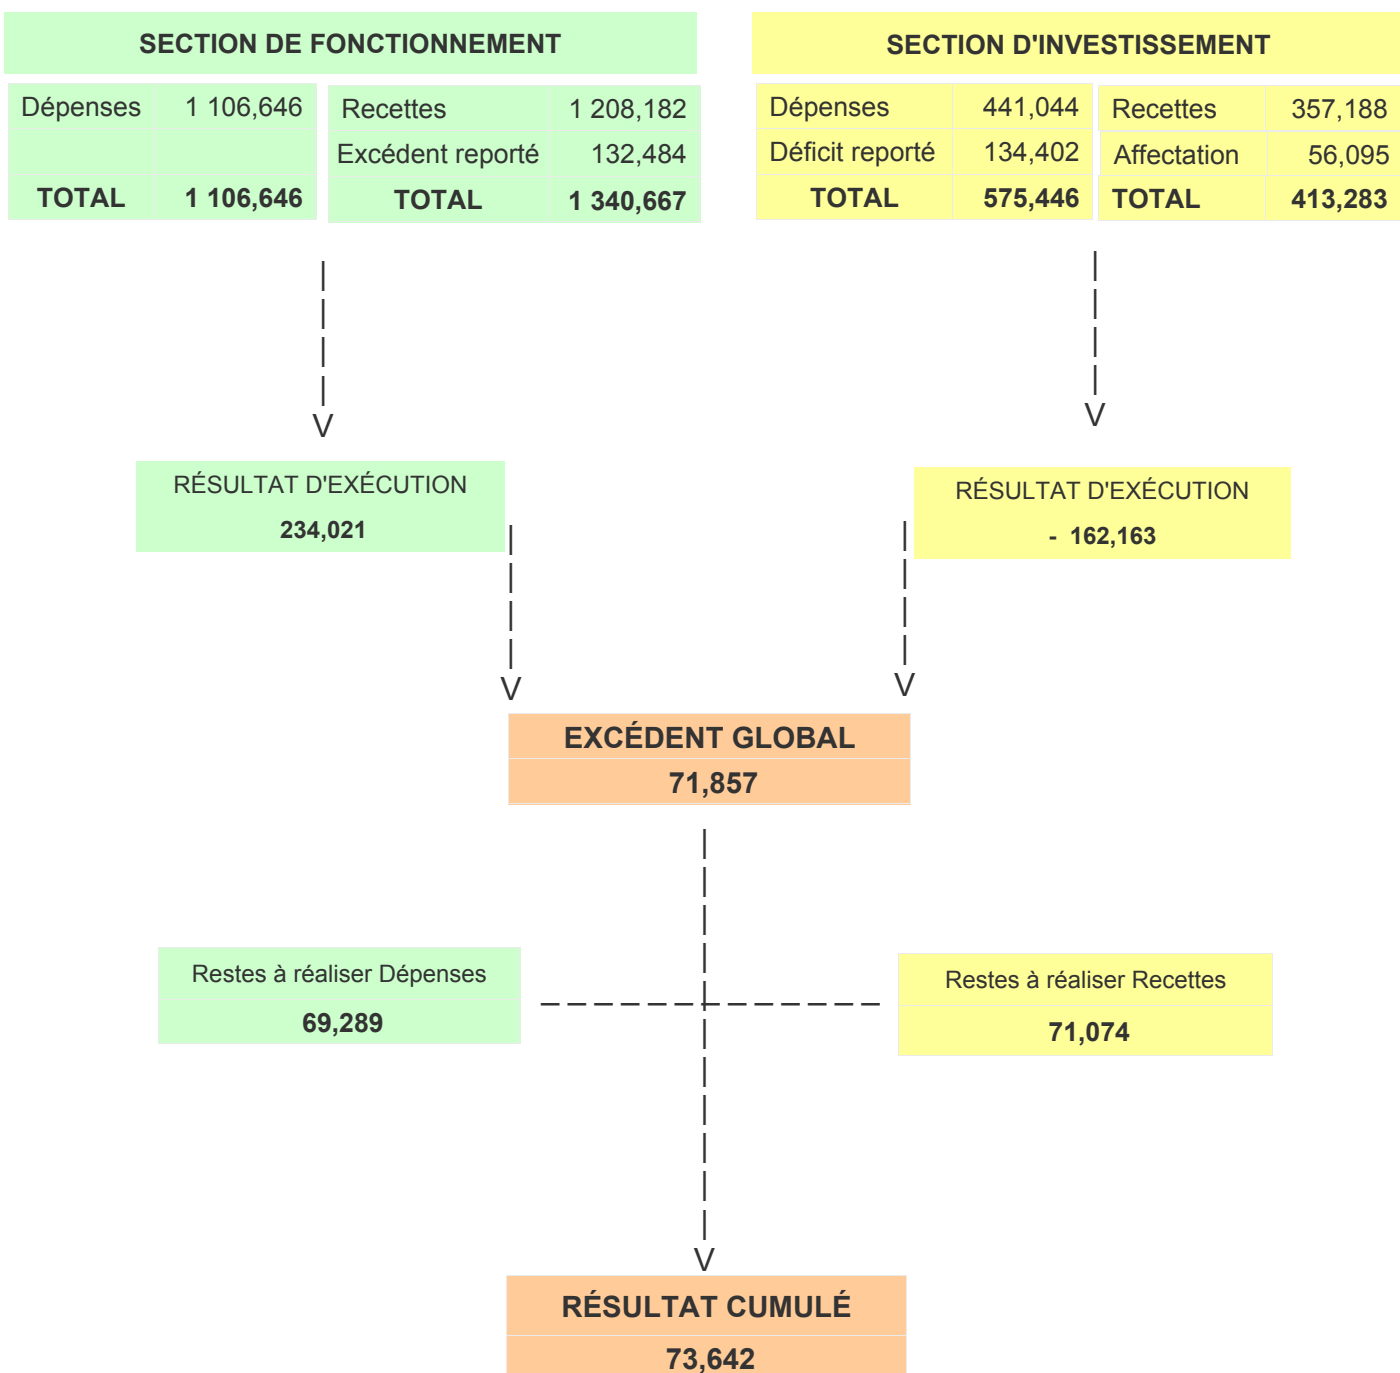 SECTION DE FONCTIONNEMENT
Dépenses 1 106,646
TOTAL 1 106,646
Recettes 1 208,182
Excédent reporté 132,484
TOTAL 1 340,667
SECTION D'INVESTISSEMENT
Dépenses 441,044
Déficit reporté 134,402
TOTAL 575,446
Recettes 357,188
Affectation 56,095
TOTAL 413,283
RÉSULTAT D'EXÉCUTION
234,021
RÉSULTAT D'EXÉCUTION
- 162,163
EXCÉDENT GLOBAL
71,857
Restes à réaliser Dépenses
69,289
Restes à réaliser Recettes
71,074
RÉSULTAT CUMULÉ
73,642